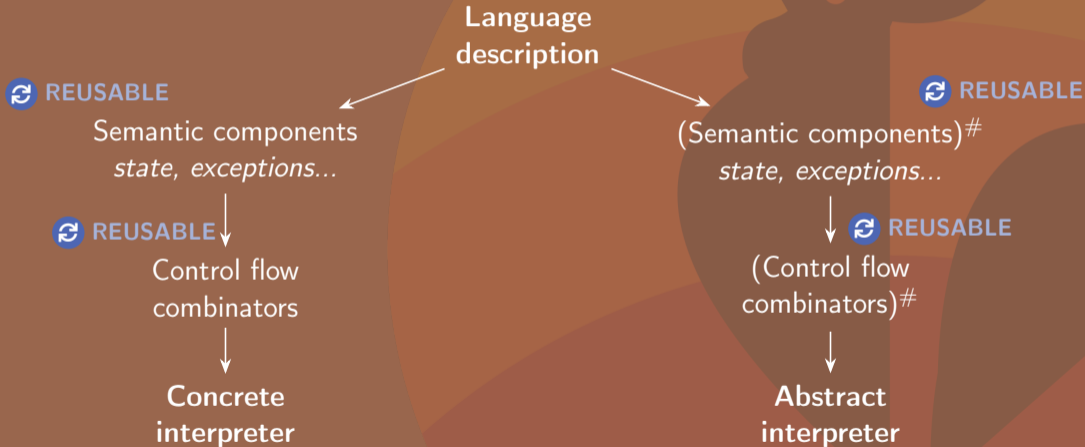 Language
description
REUSABLE
REUSABLE
Semantic components
state, exceptions...
(Semantic components)#
state, exceptions...
REUSABLE
REUSABLE
Control flow
combinators
(Control flow
combinators)#
Concrete
interpreter
Abstract
interpreter